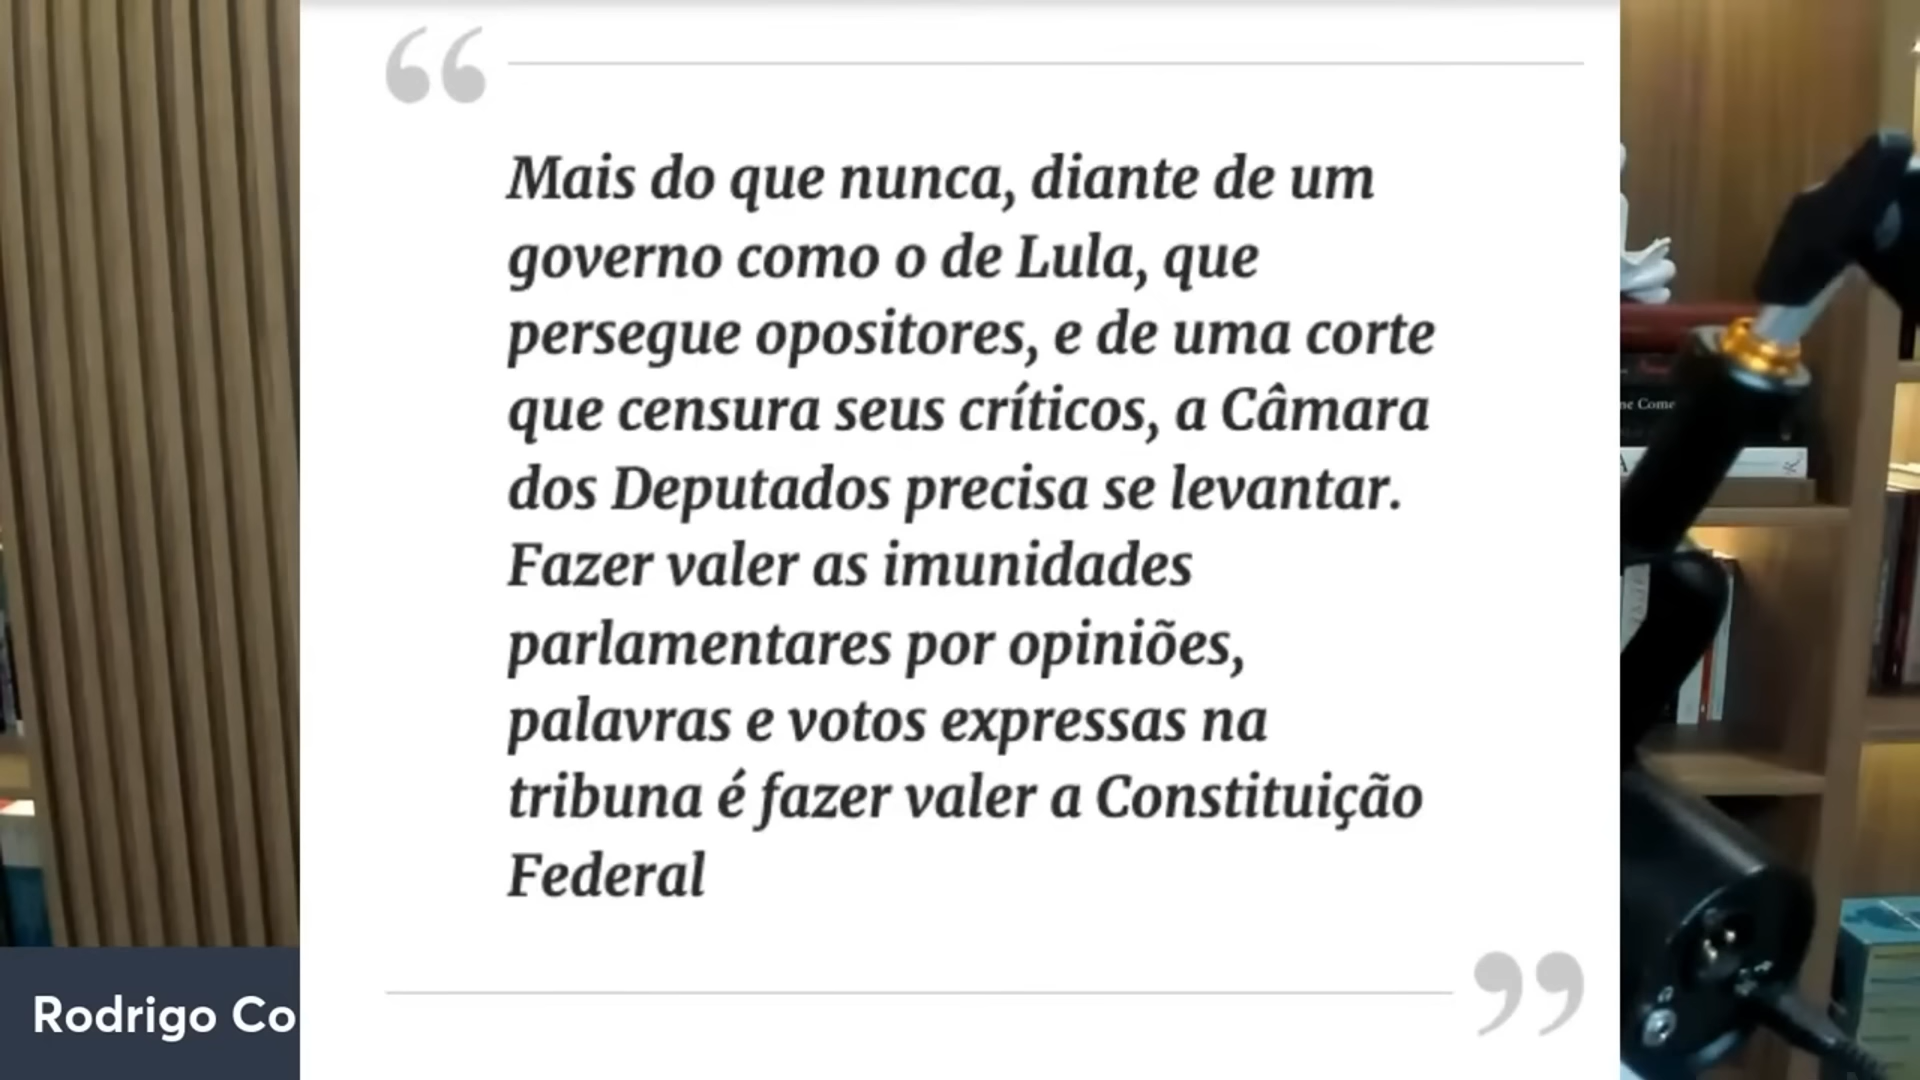 Mais do que nunca, diante de um
governo como o de Lula, que
persegue opositores, e de uma corte
que censura seus críticos, a Câmara
dos Deputados precisa se levantar.
Fazer valer as imunidades
parlamentares por opiniões,
palavras e votos expressas na
tribuna é fazer valer a Constituição
Federal
Rodrigo Co
Come